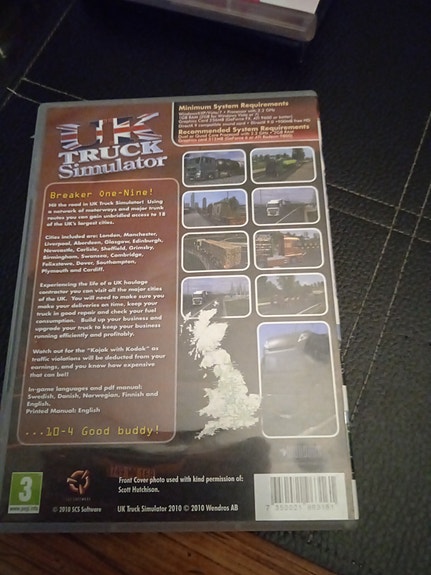 UK
TRUCK
Simulator
Minimum System Requirements
Recommended System Requirements
Breaker One-Nine!
Hit the road in UK Truck Simulator! Using
a network of motorways and major trunk
routes you can gain unbridled access to 18
of the UK's largest cities.
Cities included are: London, Manchester,
Liverpool, Aberdeen, Glasgow, Edinburgh,
Newcastle, Carlisle, Sheffield, Grimsby,
Birmingham, Swansea, Cambridge,
Felixstowe, Dover, Southampton,
Plymouth and Cardiff.
Experiencing the life of a UK haulage
contractor you can visit all the major cities
of the UK. You will need to make sure you
make your deliveries on time, keep your
truck in good repair and check your fuel
consumption. Build up your business and
upgrade your truck to keep your business
running efficiently and profitably.
Watch out for the "Kojak with Kodak" as
traffic violations will be deducted from your
earnings, and you know how expensive
that can be!!
In-game languages and pdf manual:
Swedish, Danish, Norwegian, Finnish and
English.
Printed Manual: English
...10-4 Good buddy!
3
www.pegi.info
Front Cover photo used with kind permission of:
Scott Hutchison.
© 2010 SCS Software
UK Truck Simulator 2010 © 2010 Wendros AB